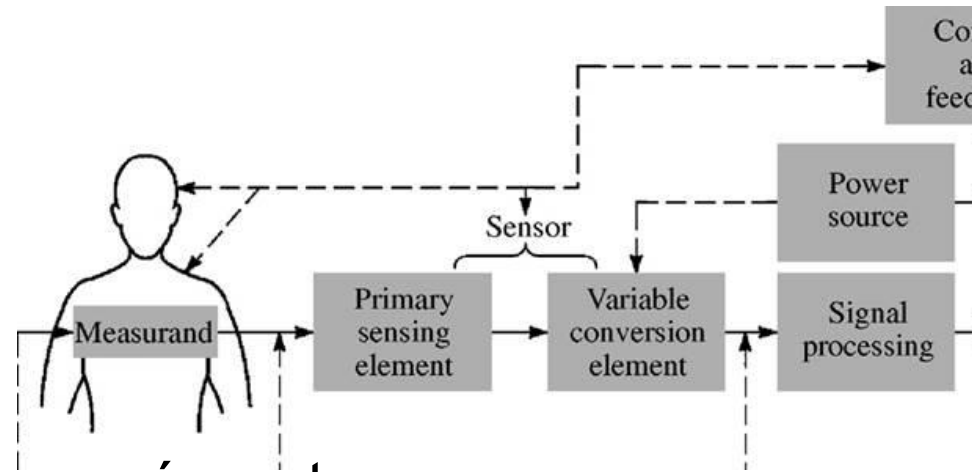 Power
source
Sensor
Measurand
Primary
sensing
element
Variable
conversion
element
Signal
processing